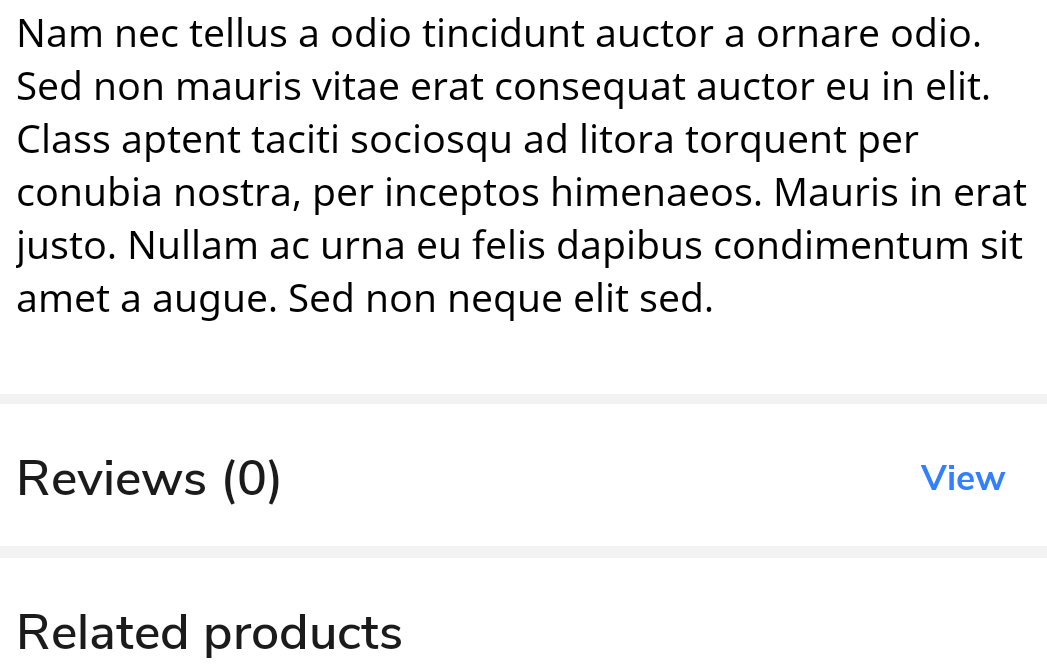 Nam nec tellus a odio tincidunt auctor a ornare odio.
Sed non mauris vitae erat consequat auctor eu in elit.
Class aptent taciti sociosqu ad litora torquent per
conubia nostra, per inceptos himenaeos. Mauris in erat
justo. Nullam ac urna eu felis dapibus condimentum sit
amet a augue. Sed non neque elit sed.
Reviews (0) View
Related products